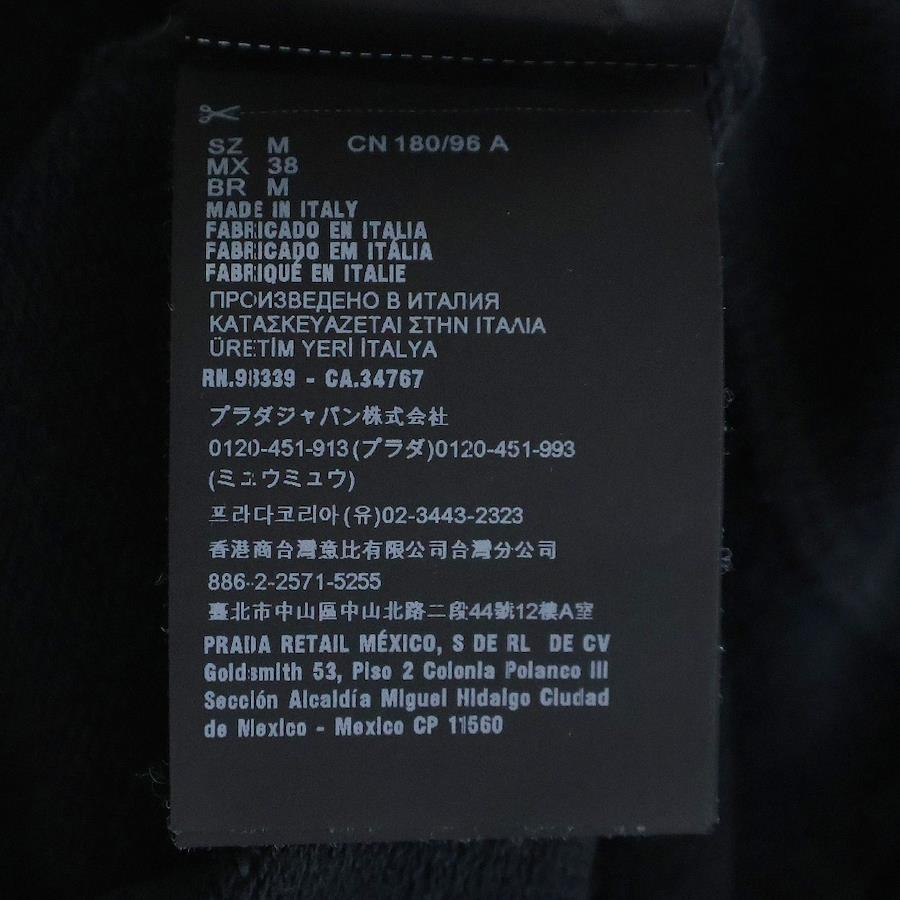 SZ M CN 180/96 A
MX 38
BR M
MADE IN ITALY
FABRICADO EN ITALIA
FABRICADO EM ITÁLIA
FABRIQUÉ EN ITALIE
ПРОИЗВЕДЕНО В ИТАЛИЯ
ΚΑΤΑΣΚΕΥΑΖΕΤΑΙ ΣΤΗΝ ΙΤΑΛΙΑ
ÜRETİM YERİ İTALYA
RN.98339 - CA.34767
プラダジャパン株式会社
0120-451-913(プラダ)0120-451-993
(ミュウミュウ)
프라다코리아(유)02-3443-2323
香港商台灣意比有限公司台灣分公司
886-2-2571-5255
臺北市中山區中山北路二段44號12樓A室
PRADA RETAIL MÉXICO, S DE RL DE CV
Goldsmith 53, Piso 2 Colonia Polanco III
Sección Alcaldía Miguel Hidalgo Ciudad
de Mexico - Mexico CP 11560